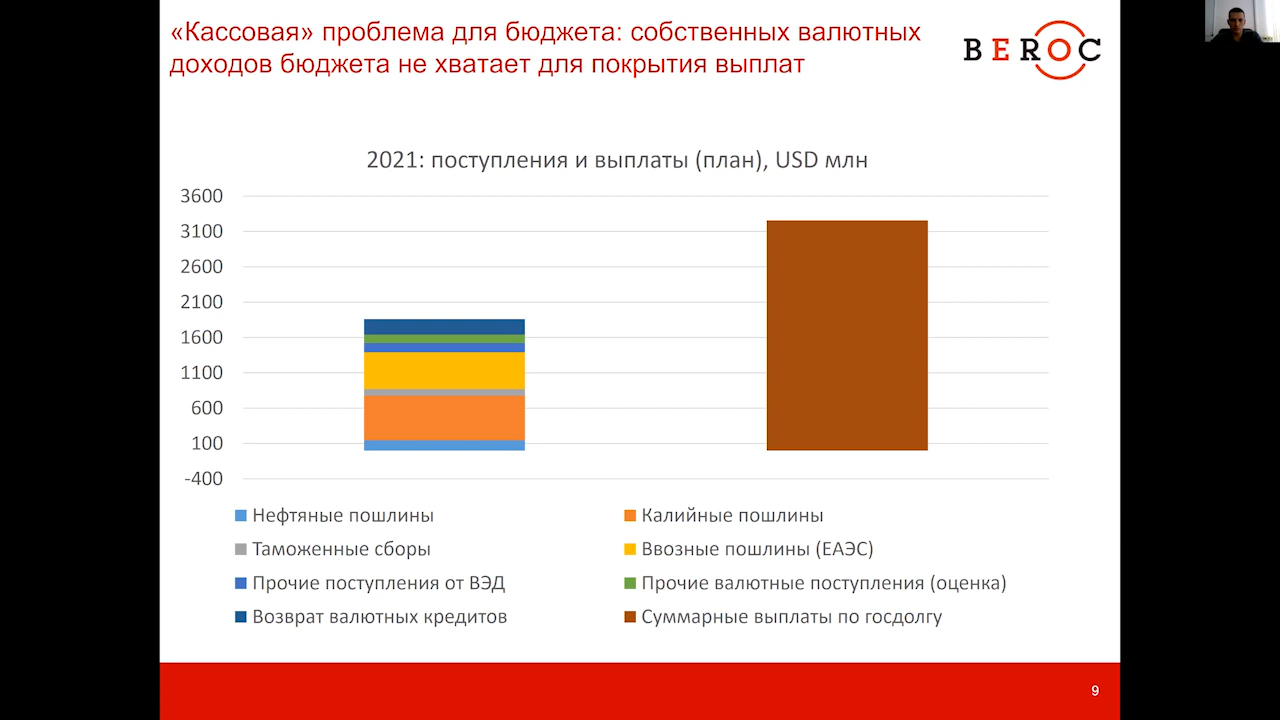 «Кассовая» проблема для бюджета: собственных валютных
доходов бюджета не хватает для покрытия выплат
BEROC
2021: поступления и выплаты (план), USD млн
3600
3100
2600
2100
1600
1100
600
100
-400
Нефтяные пошлины
Калийные пошлины
Таможенные сборы
Ввозные пошлины (ЕАЭС)
Прочие поступления от ВЭД
Прочие валютные поступления (оценка)
Возврат валютных кредитов
Суммарные выплаты по госдолгу
9